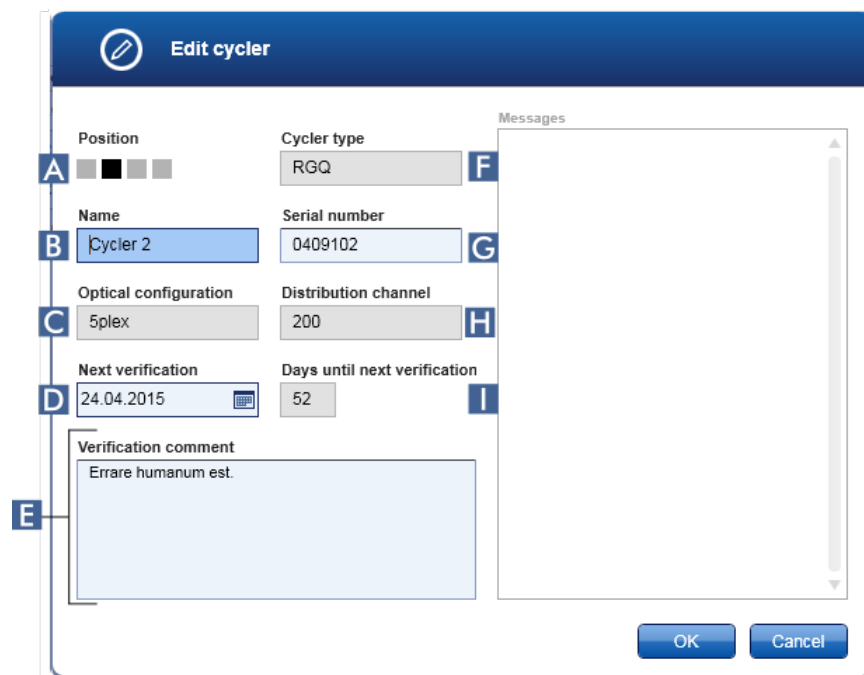 Edit cycler
Messages
Position
Cycler type
A
RGQ
F
Name
Serial number
B
Cycler 2
0409102
G
Optical configuration
Distribution channel
C
5plex
200
H
Next verification
Days until next verification
D
24.04.2015
52
I
Verification comment
Errare humanum est.
E
OK
Cancel